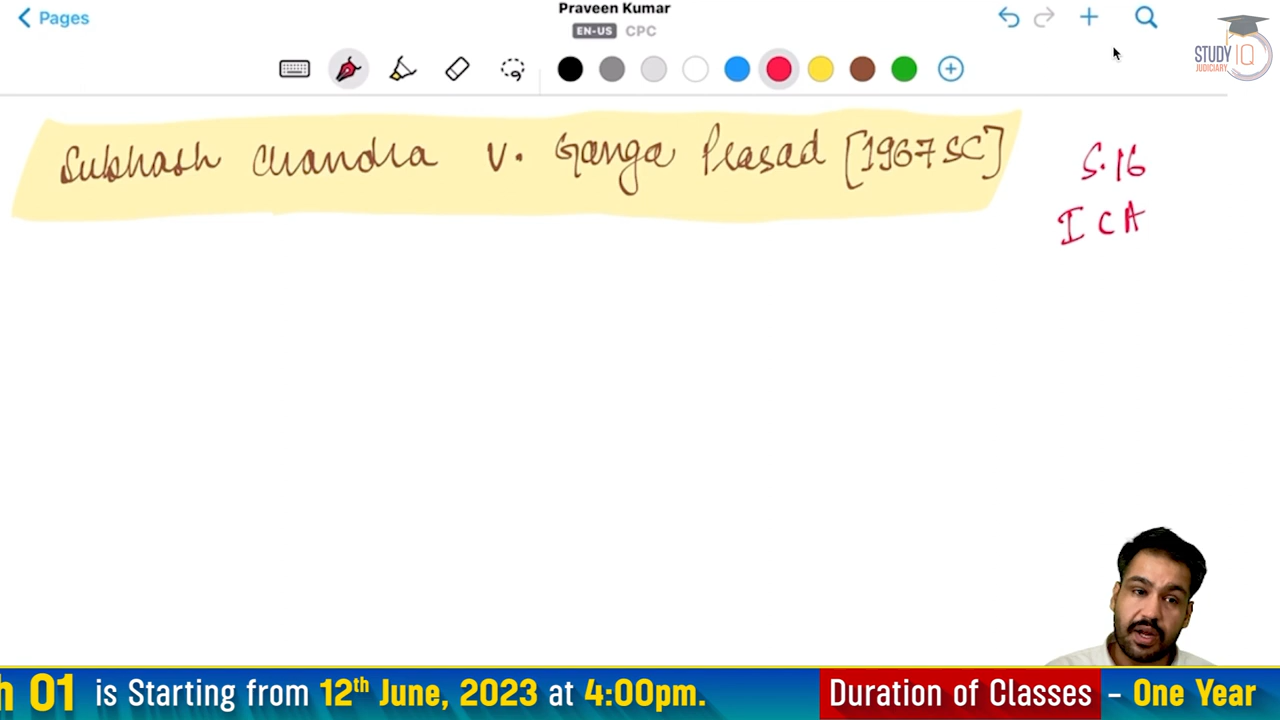 Pages
Praveen Kumar
EN-US CPC
STUDY IQ
JUDICIARY
Subhash Chandra v. Ganga Prasad [1967 SC]
S.16
ICA
h 01 is Starting from 12th June, 2023 at 4:00pm.
Duration of Classes - One Year